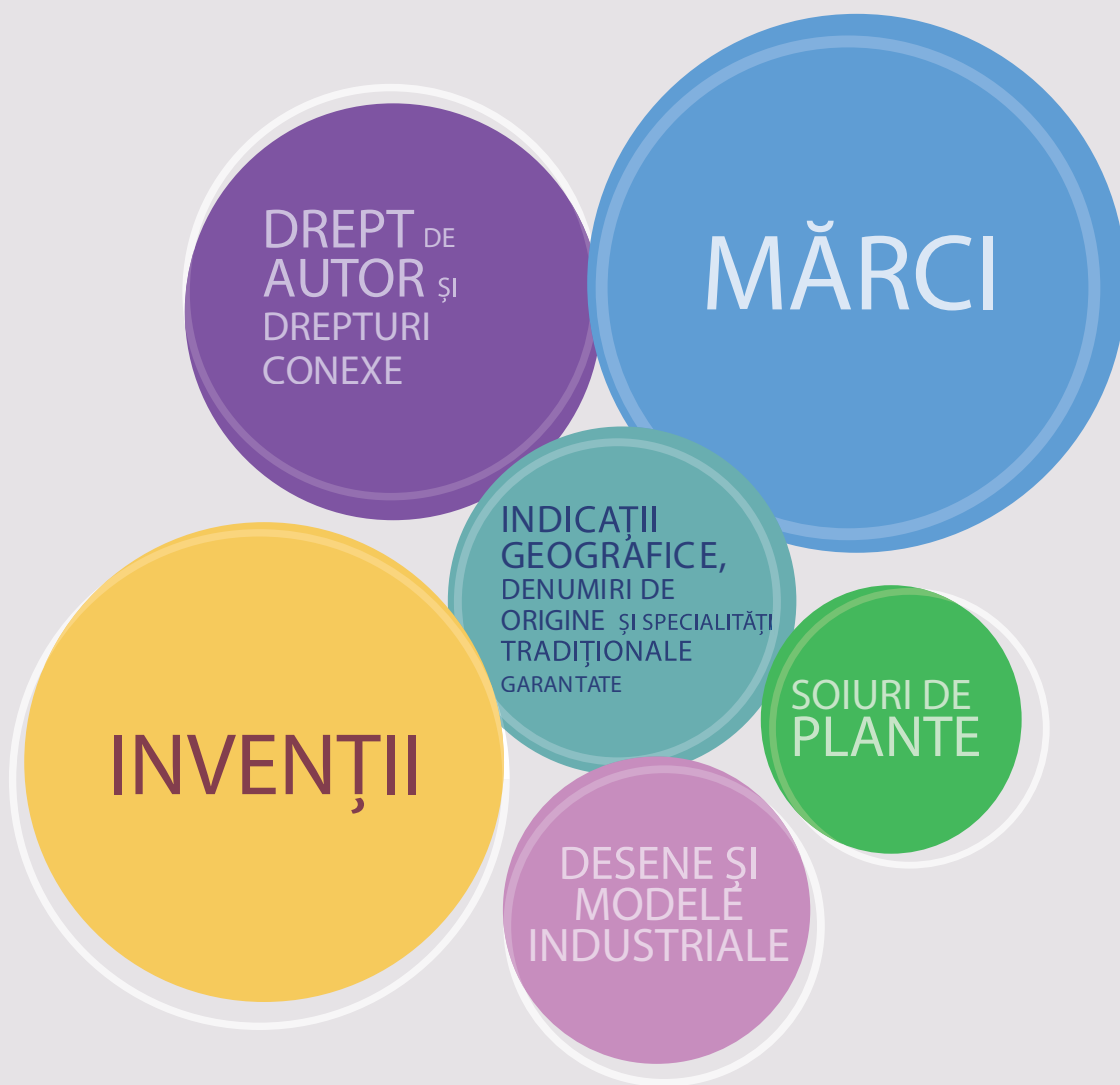 DREPT DE
AUTOR ȘI
DREPTURI
CONEXE
MĂRCI
INDICAȚII
GEOGRAFICE,
DENUMIRI DE
ORIGINE ȘI SPECIALITĂȚI
TRADIȚIONALE
GARANTATE
SOIURI DE
PLANTE
INVENȚII
DESENE ȘI
MODELE
INDUSTRIALE